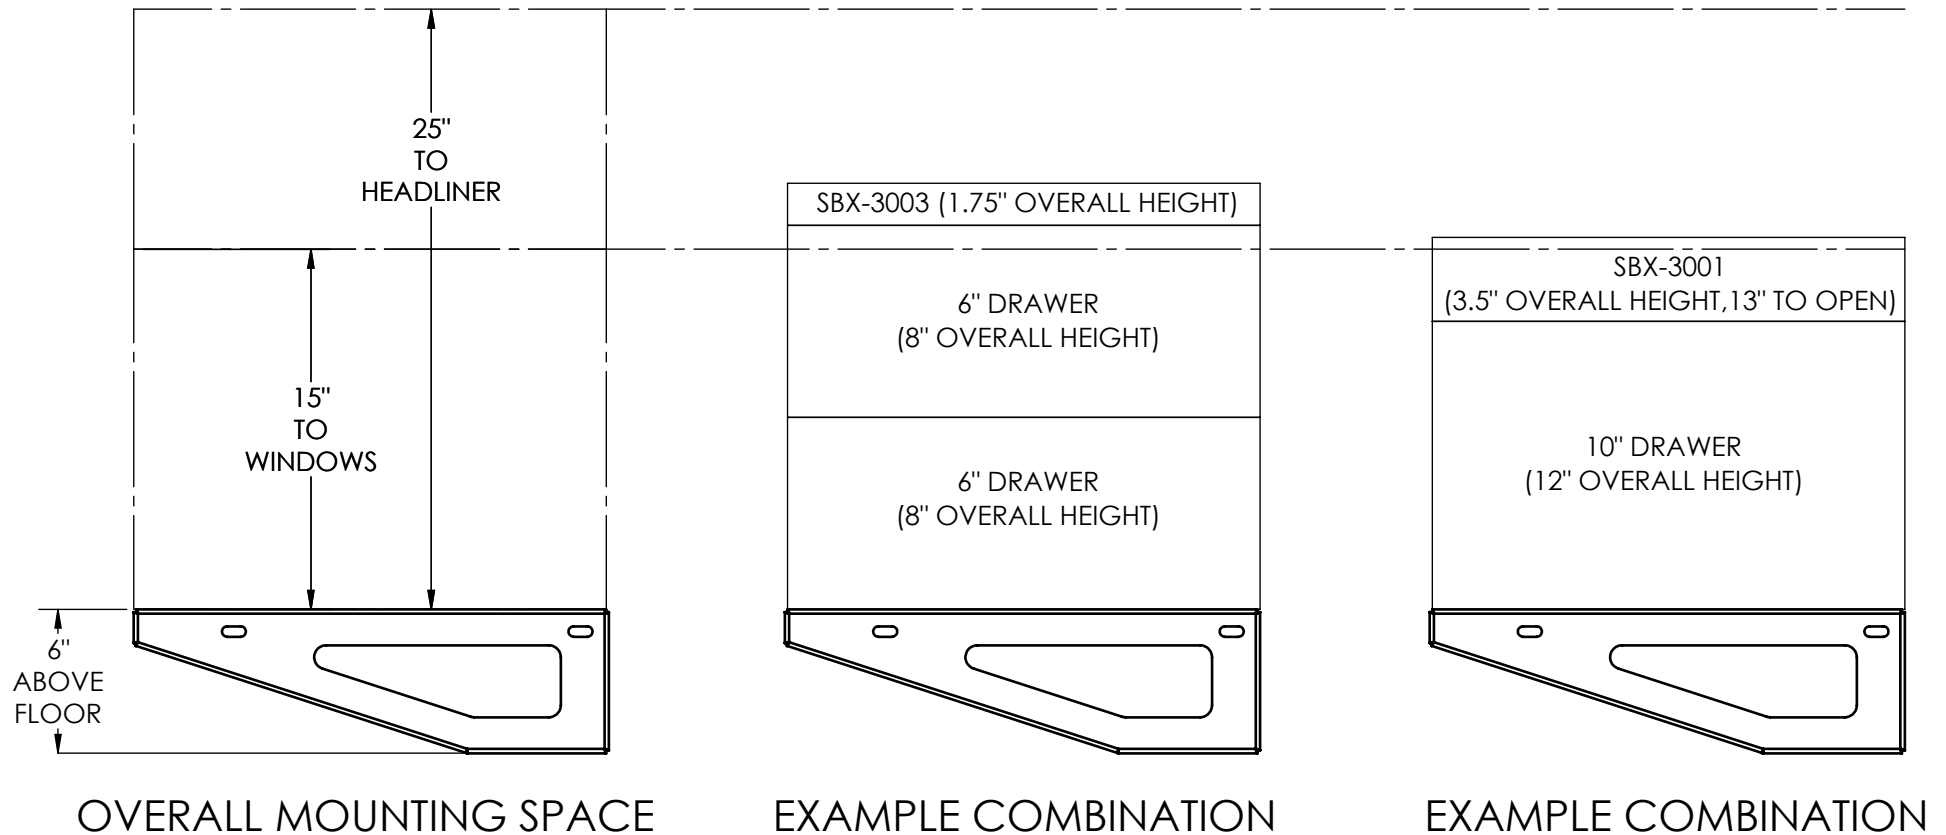 25"
TO
HEADLINER
15"
TO
WINDOWS
6"
ABOVE
FLOOR
OVERALL MOUNTING SPACE
SBX-3003 (1.75" OVERALL HEIGHT)
6" DRAWER
(8" OVERALL HEIGHT)
6" DRAWER
(8" OVERALL HEIGHT)
EXAMPLE COMBINATION
SBX-3001
(3.5" OVERALL HEIGHT,13" TO OPEN)
10" DRAWER
(12" OVERALL HEIGHT)
EXAMPLE COMBINATION